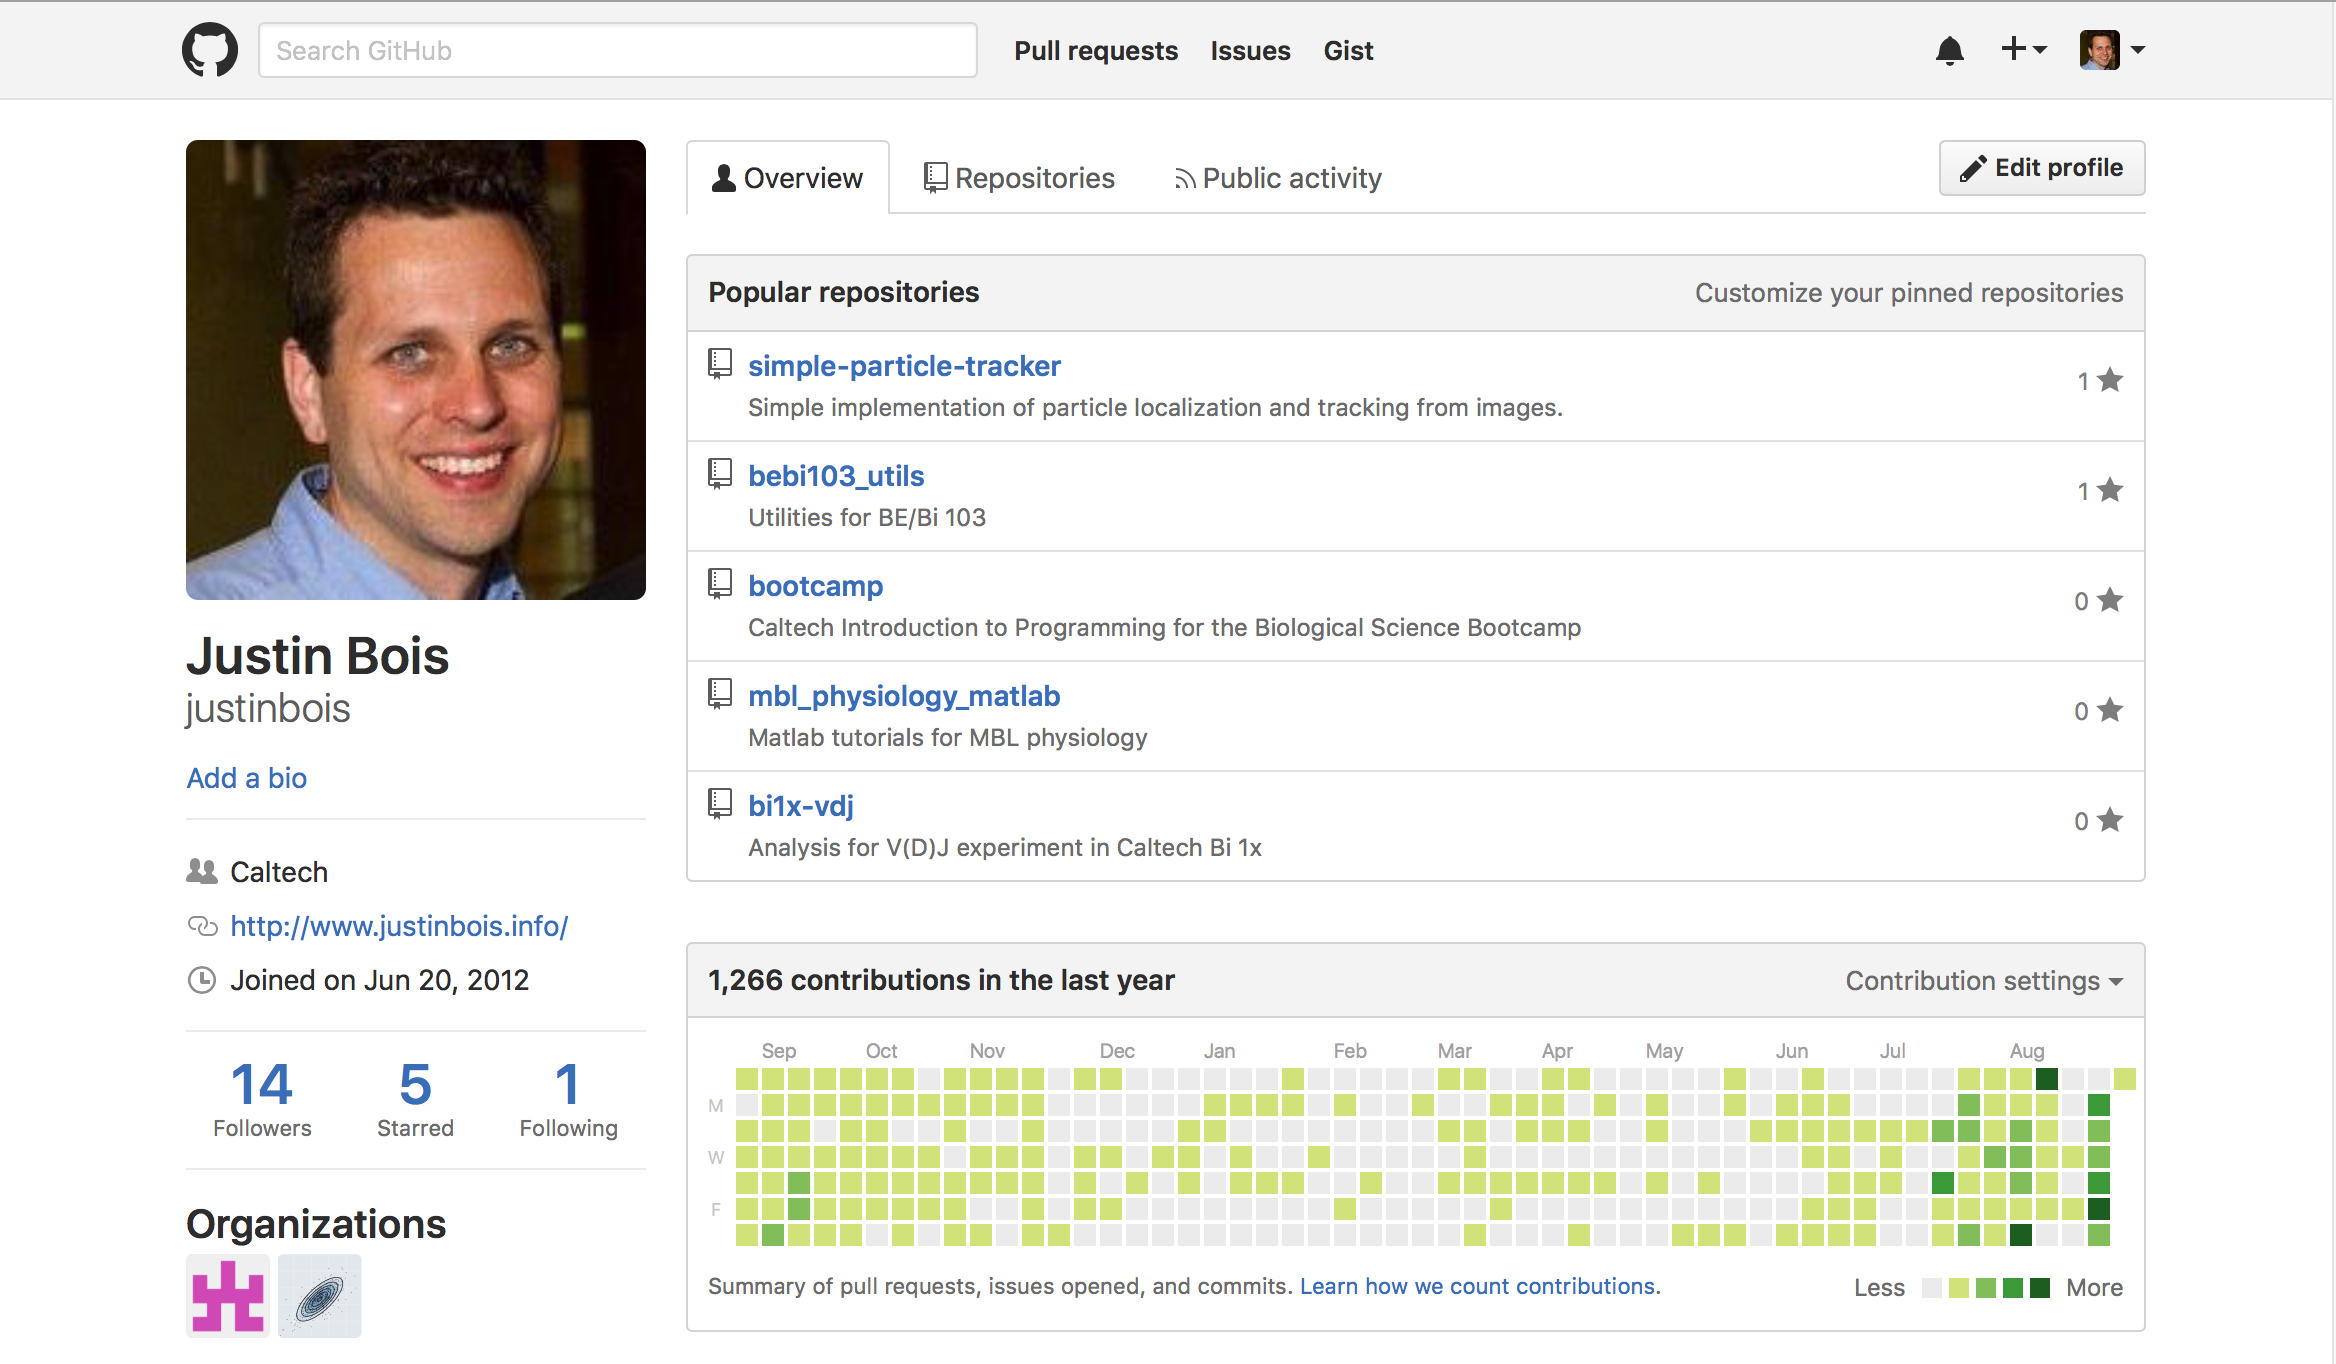 Search GitHub
Pull requests Issues Gist
Overview Repositories Public activity
Edit profile
Justin Bois
justinbois
Add a bio
Caltech
http://www.justinbois.info/
Joined on Jun 20, 2012
14 5 1
Followers Starred Following
Organizations
Popular repositories Customize your pinned repositories
simple-particle-tracker
Simple implementation of particle localization and tracking from images.
1
bebi103_utils
Utilities for BE/Bi 103
1
bootcamp
Caltech Introduction to Programming for the Biological Science Bootcamp
0
mbl_physiology_matlab
Matlab tutorials for MBL physiology
0
bi1x-vdj
Analysis for V(D)J experiment in Caltech Bi 1x
0
1,266 contributions in the last year Contribution settings
Sep Oct Nov Dec Jan Feb Mar Apr May Jun Jul Aug
M
W
F
Summary of pull requests, issues opened, and commits. Learn how we count contributions.
Less More